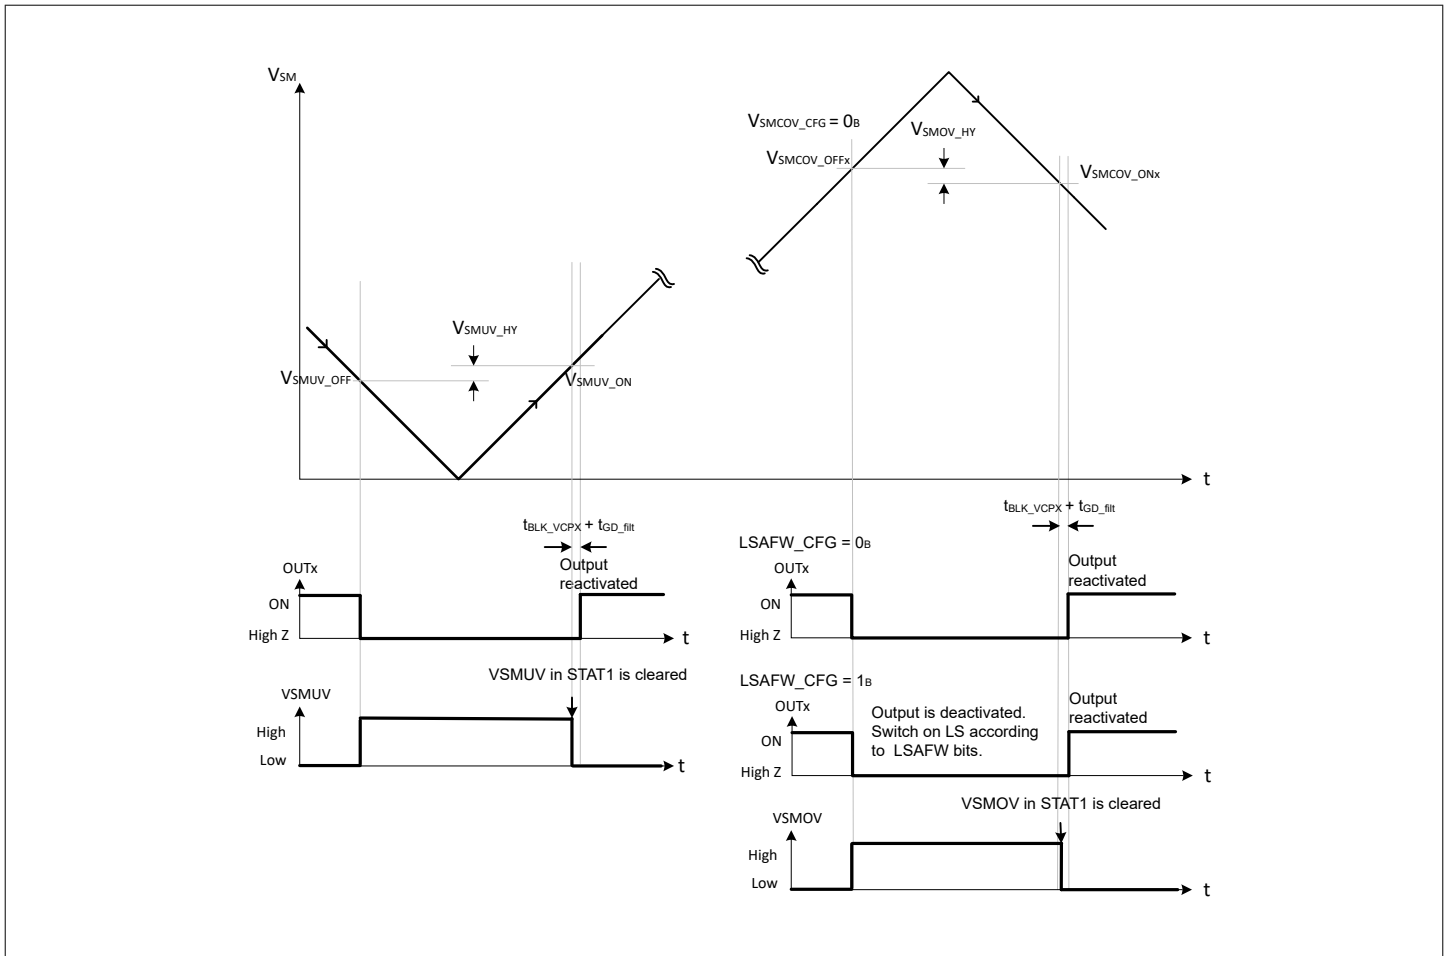 VSM
VSMCOV_CFG = 0B
VSMOV_HY
VSMCOV_OFFx
VSMCOV_ONx
VSMUV_HY
VSMUV_OFF
VSMUV_ON
t
tBLK_VCPX + tGD_filt
Output
reactivated
OUTx
ON
High Z
t
VSMUV in STAT1 is cleared
VSMUV
High
Low
t
tBLK_VCPX + tGD_filt
LSAFW_CFG = 0B
Output
reactivated
OUTx
ON
High Z
t
LSAFW_CFG = 1B
Output
reactivated
OUTx
Output is deactivated.
Switch on LS according
to LSAFW bits.
ON
High Z
t
VSMOV in STAT1 is cleared
VSMOV
High
Low
t